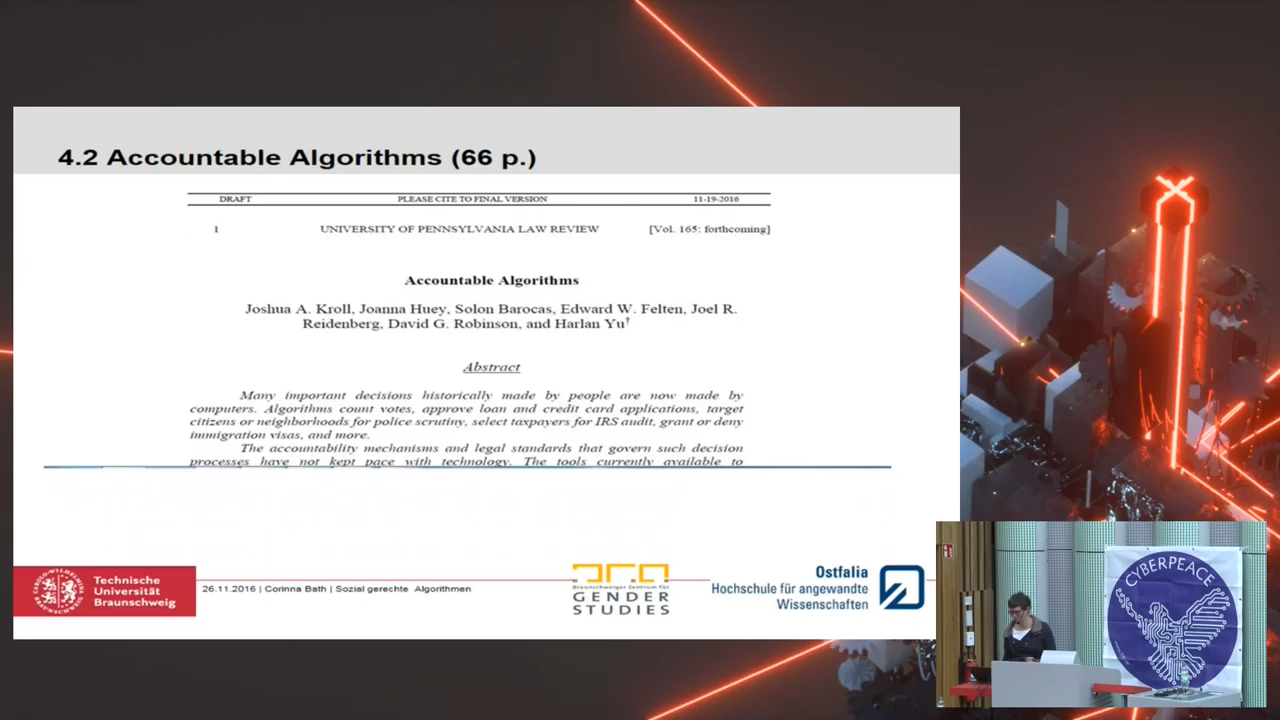 4.2 Accountable Algorithms (66 p.)
DRAFT PLEASE CITE TO FINAL VERSION 11-19-2016
1 UNIVERSITY OF PENNSYLVANIA LAW REVIEW [Vol. 165: forthcoming]
Accountable Algorithms
Joshua A. Kroll, Joanna Huey, Solon Barocas, Edward W. Felten, Joel R.
Reidenberg, David G. Robinson, and Harlan Yu†
Abstract
Many important decisions historically made by people are now made by
computers. Algorithms count votes, approve loan and credit card applications, target
citizens or neighborhoods for police scrutiny, select taxpayers for IRS audit, grant or deny
immigration visas, and more.
The accountability mechanisms and legal standards that govern such decision
processes have not kept pace with technology. The tools currently available to
Technische
Universität
Braunschweig
26.11.2016 | Corinna Bath | Sozial gerechte Algorithmen
Braunschweiger Zentrum für
GENDER
STUDIES
Ostfalia
Hochschule für angewandte
Wissenschaften
CYBERPEACE